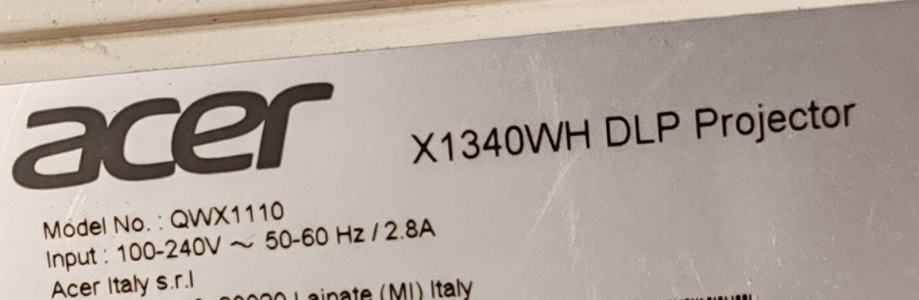 acer
X1340WH DLP Projector
Model No. : QWX1110
Input : 100-240V ~ 50-60 Hz / 2.8A
Acer Italy s.r.l
Lainate (MI) Italy